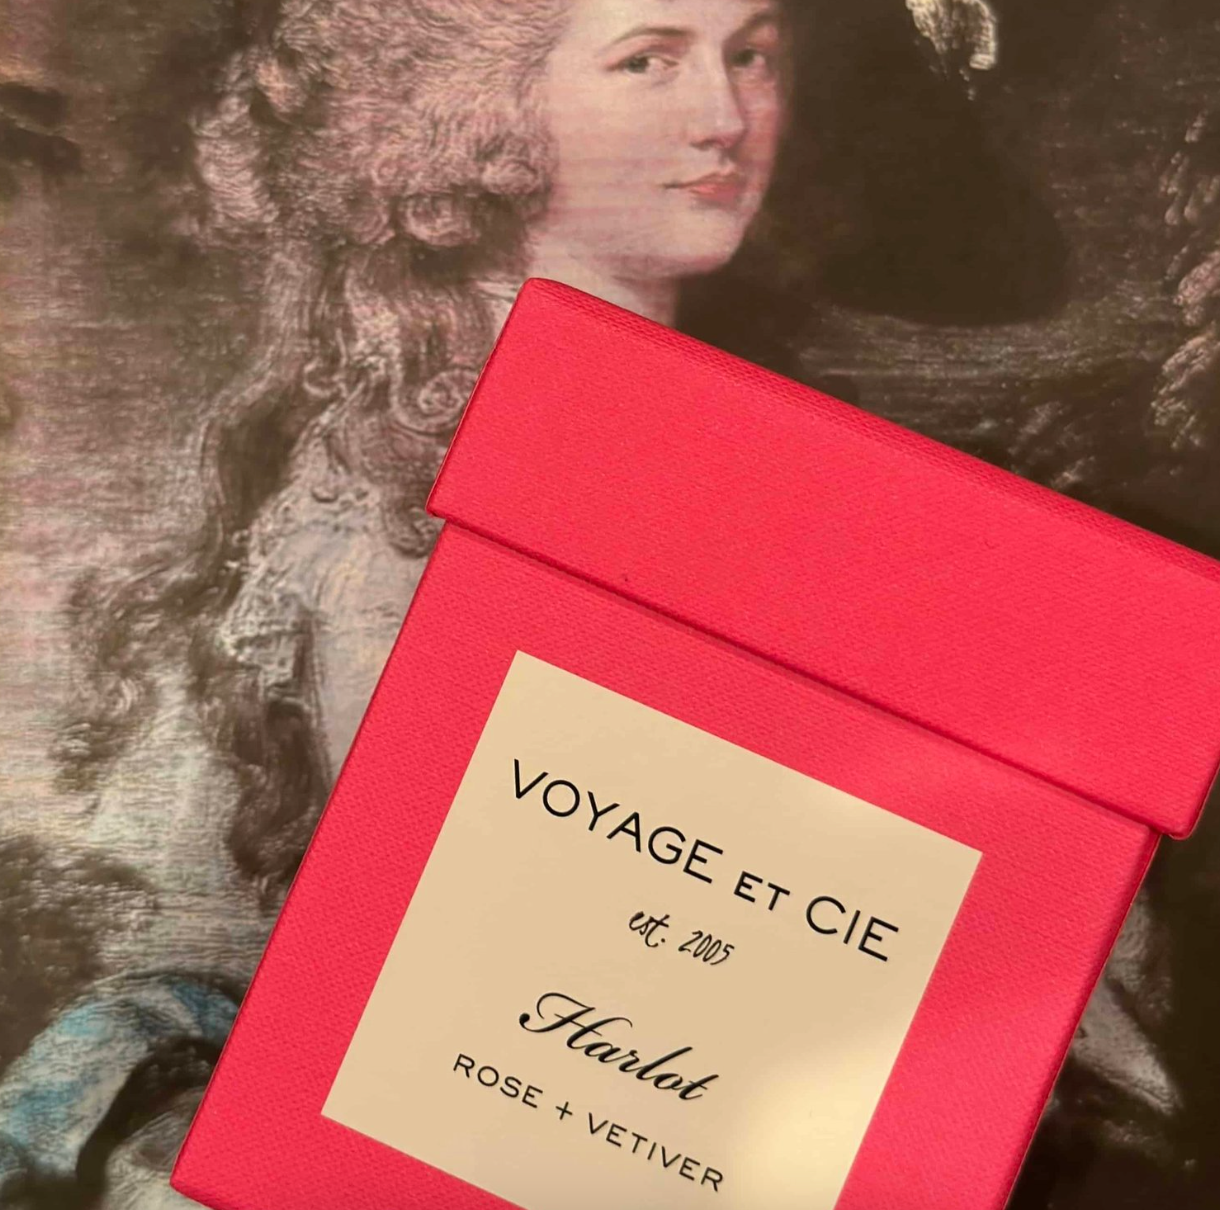 VOYAGE ET CIE
est. 2005
Harlot
ROSE + VETIVER